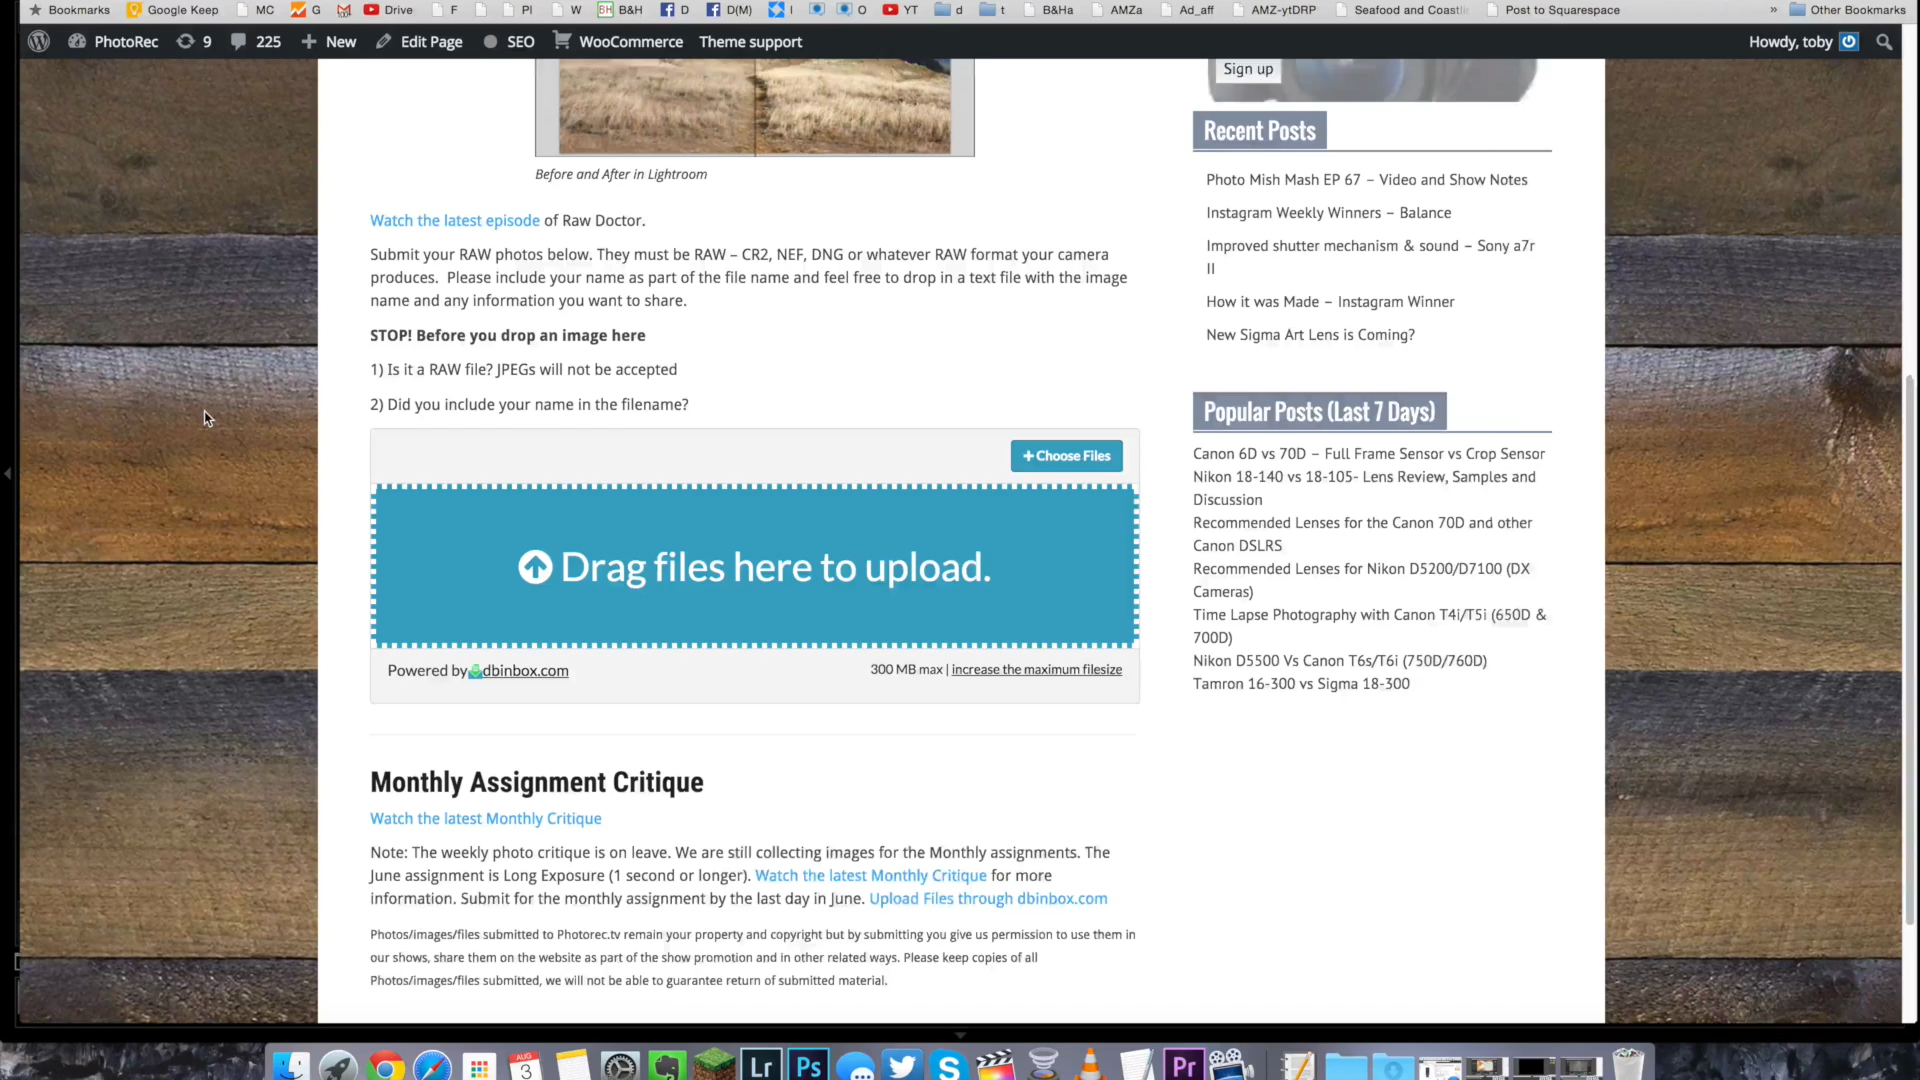 Bookmarks Google Keep MC G Drive F Pl W B&H D D(M) I O YT d t B&Ha AMZa Ad_aff AMZ-ytDRP Seafood and Coastli Post to Squarespace » Other Bookmarks
PhotoRec 9 225 New Edit Page SEO WooCommerce Theme support Howdy, toby
Before and After in Lightroom
Watch the latest episode of Raw Doctor.
Submit your RAW photos below. They must be RAW – CR2, NEF, DNG or whatever RAW format your camera
produces. Please include your name as part of the file name and feel free to drop in a text file with the image
name and any information you want to share.
STOP! Before you drop an image here
1) Is it a RAW file? JPEGs will not be accepted
2) Did you include your name in the filename?
+ Choose Files
Drag files here to upload.
Powered by dbinbox.com 300 MB max | increase the maximum filesize
Monthly Assignment Critique
Watch the latest Monthly Critique
Note: The weekly photo critique is on leave. We are still collecting images for the Monthly assignments. The
June assignment is Long Exposure (1 second or longer). Watch the latest Monthly Critique for more
information. Submit for the monthly assignment by the last day in June. Upload Files through dbinbox.com
Photos/images/files submitted to Photorec.tv remain your property and copyright but by submitting you give us permission to use them in
our shows, share them on the website as part of the show promotion and in other related ways. Please keep copies of all
Photos/images/files submitted, we will not be able to guarantee return of submitted material.
Sign up
Recent Posts
Photo Mish Mash EP 67 – Video and Show Notes
Instagram Weekly Winners – Balance
Improved shutter mechanism & sound – Sony a7r
II
How it was Made – Instagram Winner
New Sigma Art Lens is Coming?
Popular Posts (Last 7 Days)
Canon 6D vs 70D – Full Frame Sensor vs Crop Sensor
Nikon 18-140 vs 18-105- Lens Review, Samples and
Discussion
Recommended Lenses for the Canon 70D and other
Canon DSLRS
Recommended Lenses for Nikon D5200/D7100 (DX
Cameras)
Time Lapse Photography with Canon T4i/T5i (650D &
700D)
Nikon D5500 Vs Canon T6s/T6i (750D/760D)
Tamron 16-300 vs Sigma 18-300
AUG
3
Lr Ps S Pr